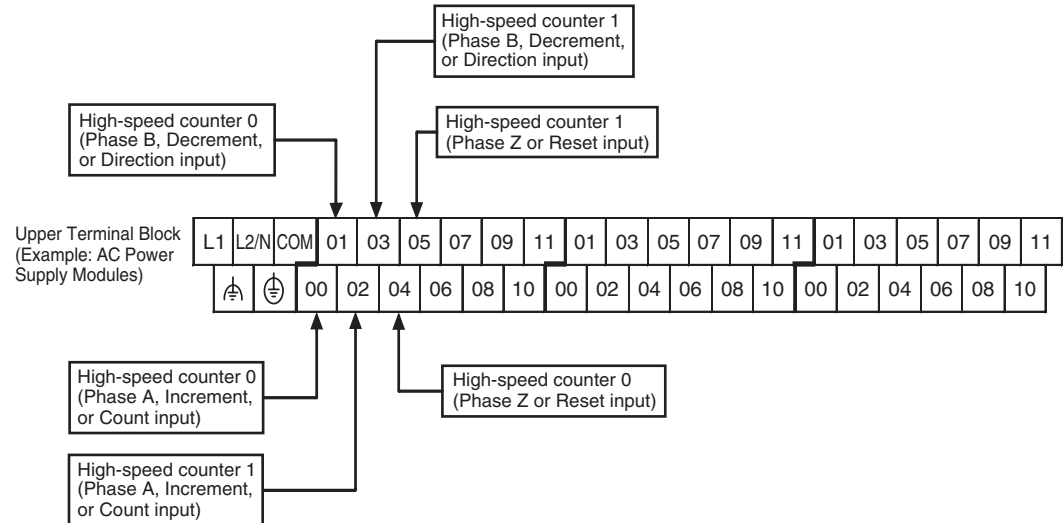 High-speed counter 1
(Phase B, Decrement,
or Direction input)
High-speed counter 0
(Phase B, Decrement,
or Direction input)
High-speed counter 1
(Phase Z or Reset input)
Upper Terminal Block
(Example: AC Power
Supply Modules)
L1 L2/N COM 01 03 05 07 09 11 01 03 05 07 09 11 01 03 05 07 09 11
00 02 04 06 08 10 00 02 04 06 08 10 00 02 04 06 08 10
High-speed counter 0
(Phase A, Increment,
or Count input)
High-speed counter 0
(Phase Z or Reset input)
High-speed counter 1
(Phase A, Increment,
or Count input)